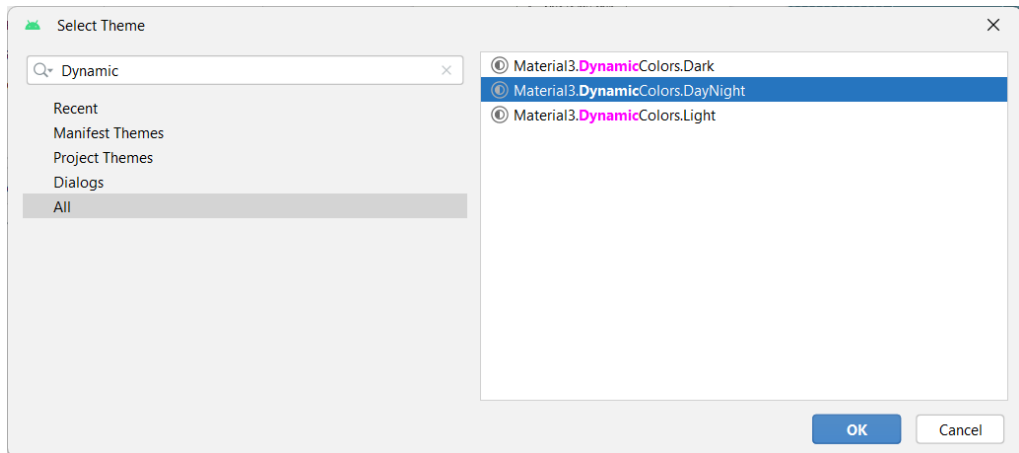 Select Theme
Dynamic
Recent
Manifest Themes
Project Themes
Dialogs
All
Material3.DynamicColors.Dark
Material3.DynamicColors.DayNight
Material3.DynamicColors.Light
OK
Cancel